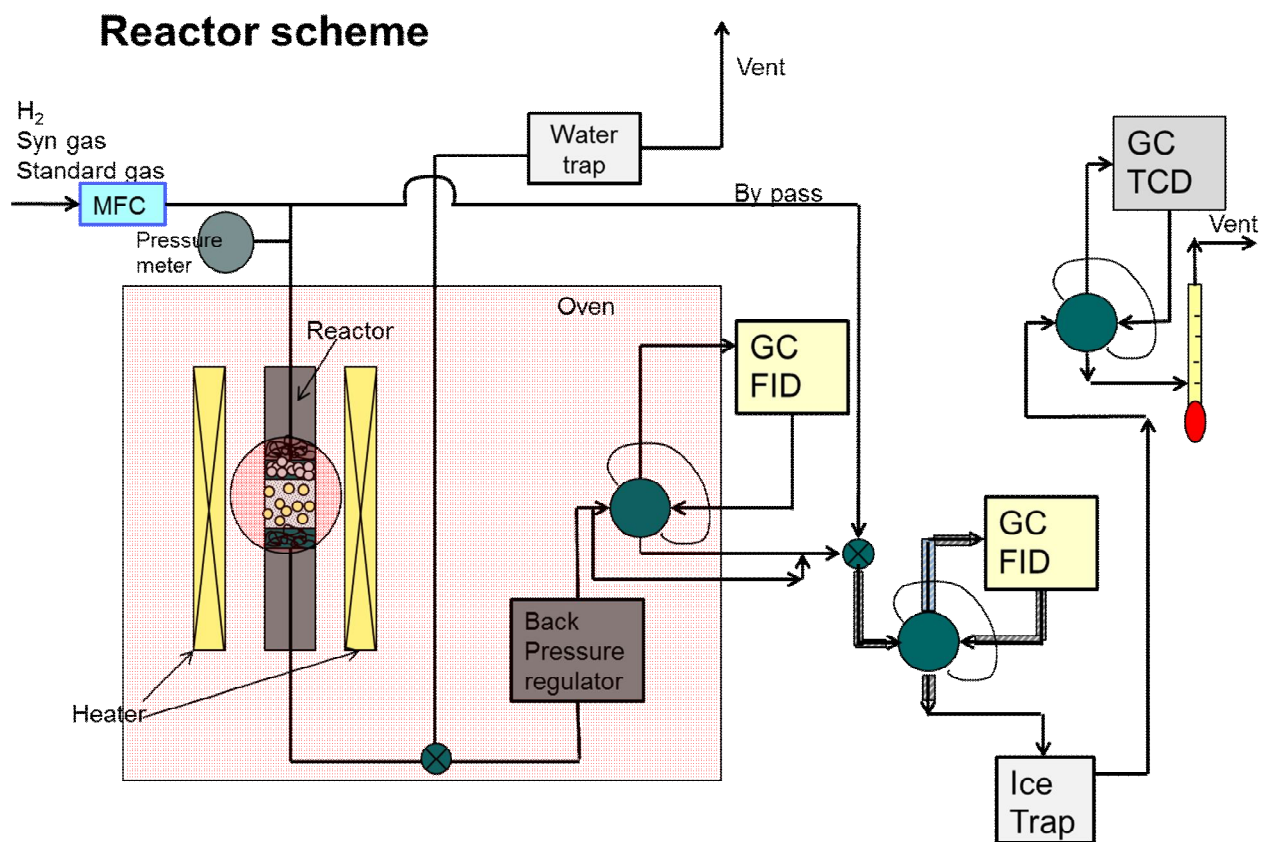 Reactor scheme
Vent
H₂
Syn gas
Standard gas
MFC
Water
trap
By pass
GC
TCD
Vent
Pressure
meter
Oven
Reactor
GC
FID
GC
FID
Back
Pressure
regulator
Heater
Ice
Trap